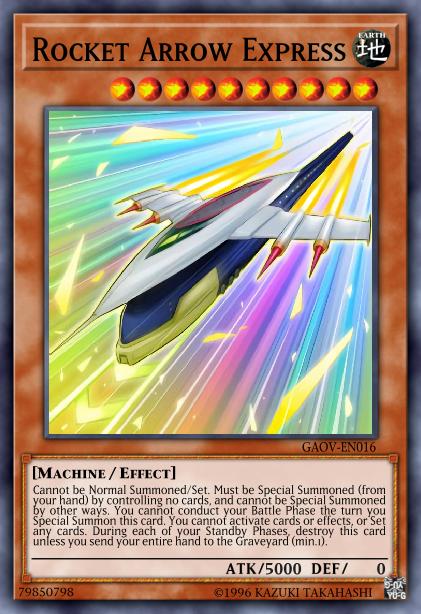 ROCKET ARROW EXPRESS
EARTH
地
GAOV-EN016
[MACHINE / EFFECT]
Cannot be Normal Summoned/Set. Must be Special Summoned (from
your hand) by controlling no cards, and cannot be Special Summoned
by other ways. You cannot conduct your Battle Phase the turn you
Special Summon this card. You cannot activate cards or effects, or Set
any cards. During each of your Standby Phases, destroy this card
unless you send your entire hand to the Graveyard (min.1).
ATK/5000 DEF/ 0
79850798
©1996 KAZUKI TAKAHASHI